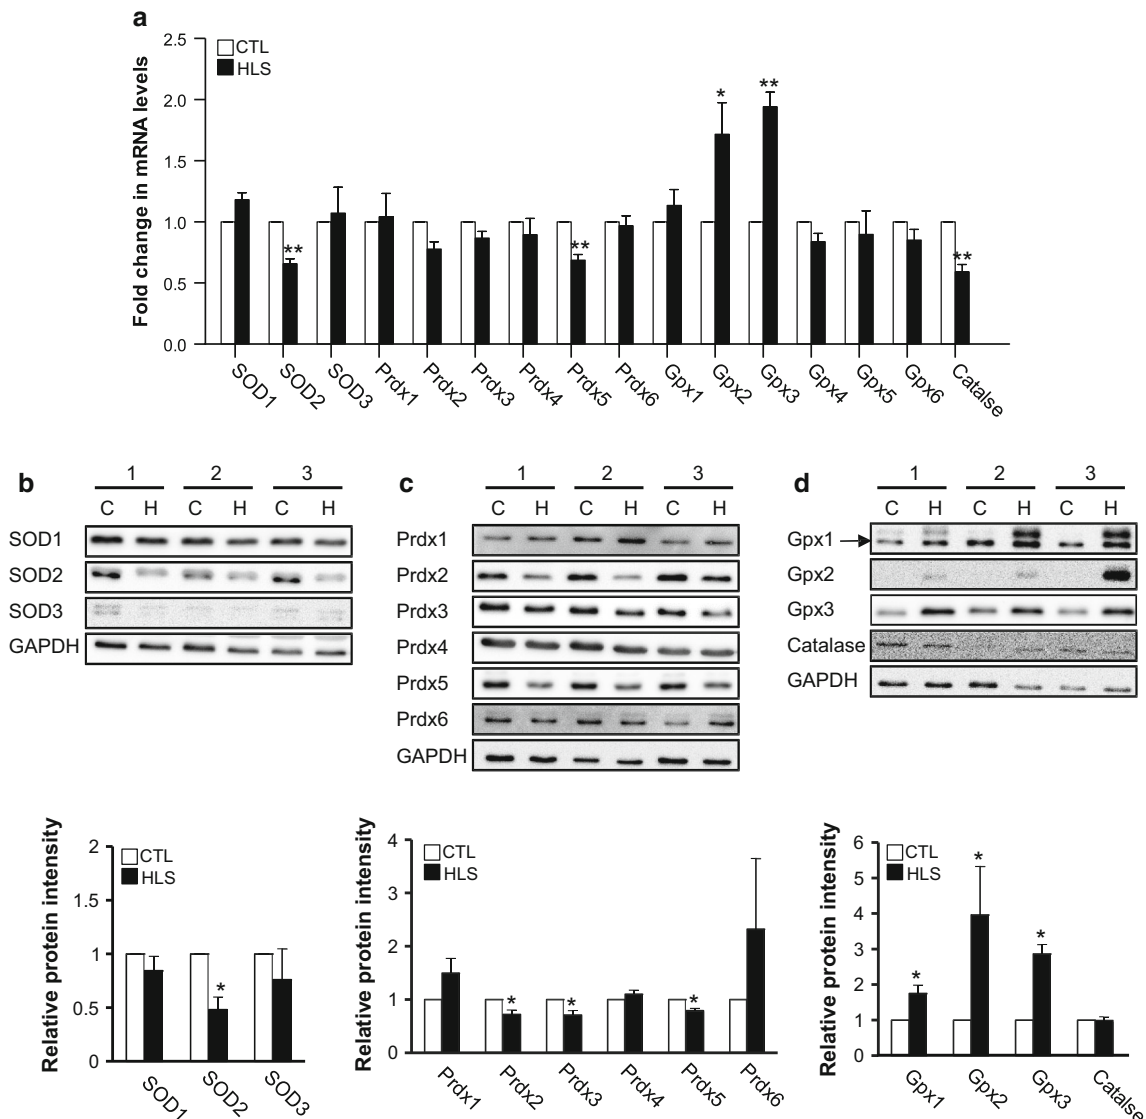 a
2.5
2.0
1.5
1.0
0.5
0.0
Fold change in mRNA levels
CTL
HLS
** ** * ** **
SOD1 SOD2 SOD3 Prdx1 Prdx2 Prdx3 Prdx4 Prdx5 Prdx6 Gpx1 Gpx2 Gpx3 Gpx4 Gpx5 Gpx6 Catalse
b
1 2 3
C H C H C H
SOD1
SOD2
SOD3
GAPDH
c
1 2 3
C H C H C H
Prdx1
Prdx2
Prdx3
Prdx4
Prdx5
Prdx6
GAPDH
d
1 2 3
C H C H C H
Gpx1
Gpx2
Gpx3
Catalase
GAPDH
Relative protein intensity
2
1.5
1
0.5
0
CTL
HLS
*
SOD1 SOD2 SOD3
Relative protein intensity
4
3
2
1
0
CTL
HLS
* * *
Prdx1 Prdx2 Prdx3 Prdx4 Prdx5 Prdx6
Relative protein intensity
6
5
4
3
2
1
0
CTL
HLS
* * *
Gpx1 Gpx2 Gpx3 Catalse